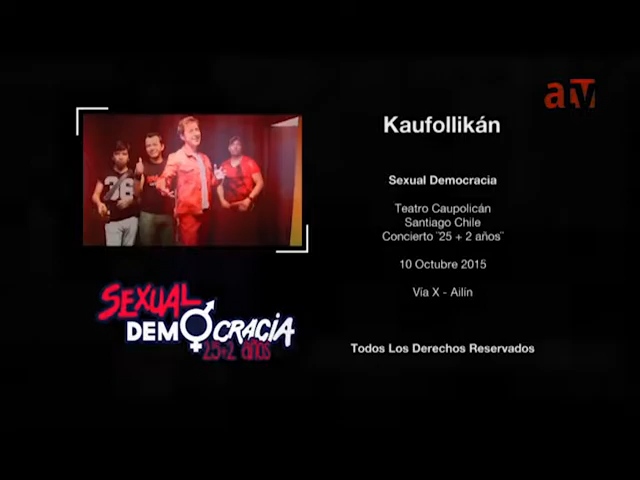 atv
Kaufollikán
Sexual Democracia
Teatro Caupolicán
Santiago Chile
Concierto ¨25 + 2 años¨
10 Octubre 2015
Vía X - Ailín
Todos Los Derechos Reservados
76
SEXUAL
DEMOCRACIA
25+2 años